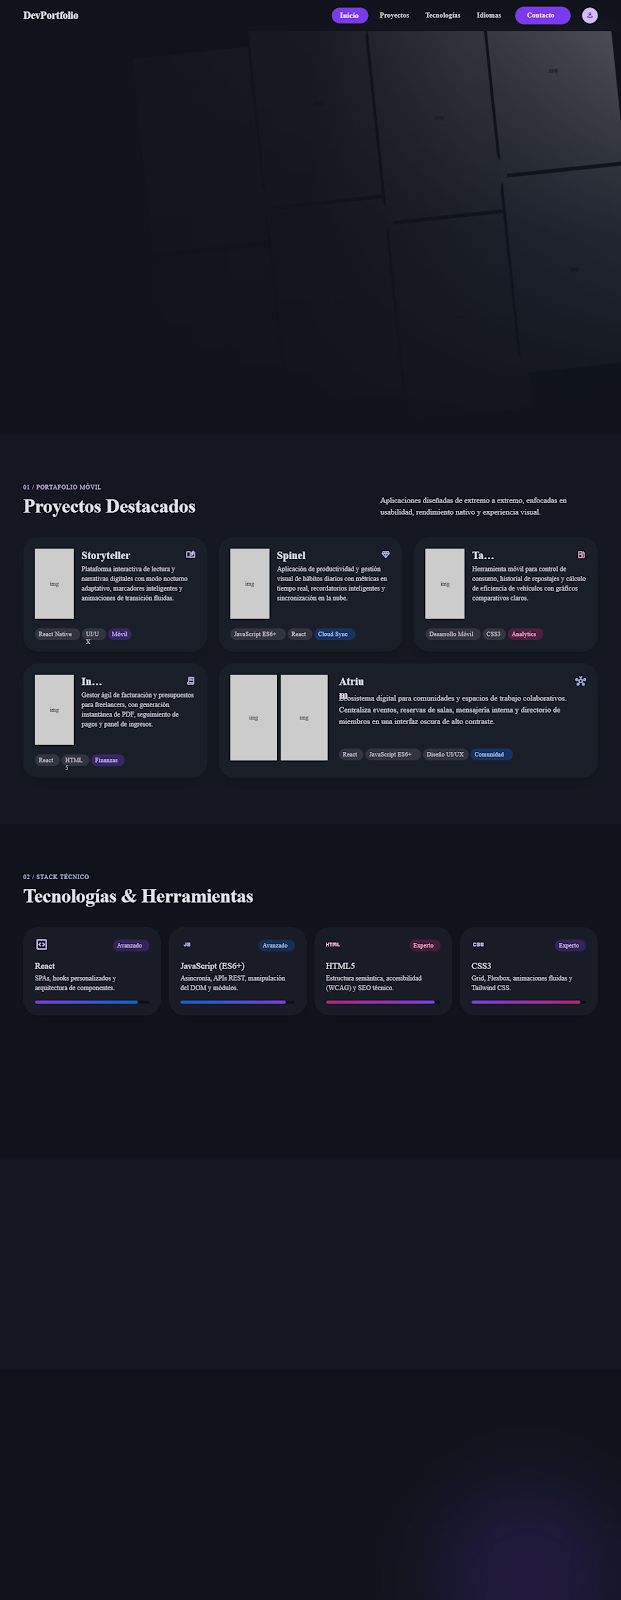 DevPortfolio
Inicio
Proyectos
Tecnologías
Idiomas
Contacto
img
img
01 / PORTAFOLIO MÓVIL
Proyectos Destacados
Aplicaciones diseñadas de extremo a extremo, enfocadas en
usabilidad, rendimiento nativo y experiencia visual.
img
Storyteller
Plataforma interactiva de lectura y
narrativas digitales con modo nocturno
adaptativo, marcadores inteligentes y
animaciones de transición fluidas.
React Native
UI/U
X
Móvil
img
Spinel
Aplicación de productividad y gestión
visual de hábitos diarios con métricas en
tiempo real, recordatorios inteligentes y
sincronización en la nube.
JavaScript ES6+
React
Cloud Sync
img
Ta…
Herramienta móvil para control de
consumo, historial de repostajes y cálculo
de eficiencia de vehículos con gráficos
comparativos claros.
Desarrollo Móvil
CSS3
Analytics
img
In…
Gestor ágil de facturación y presupuestos
para freelancers, con generación
instantánea de PDF, seguimiento de
pagos y panel de ingresos.
React
HTML
5
Finanzas
img
img
Atriu
m
Ecosistema digital para comunidades y espacios de trabajo colaborativos.
Centraliza eventos, reservas de salas, mensajería interna y directorio de
miembros en una interfaz oscura de alto contraste.
React
JavaScript ES6+
Diseño UI/UX
Comunidad
02 / STACK TÉCNICO
Tecnologías & Herramientas
Avanzado
React
SPAs, hooks personalizados y
arquitectura de componentes.
JS
Avanzado
JavaScript (ES6+)
Asincronía, APIs REST, manipulación
del DOM y módulos.
HTML
Experto
HTML5
Estructura semántica, accesibilidad
(WCAG) y SEO técnico.
CSS
Experto
CSS3
Grid, Flexbox, animaciones fluidas y
Tailwind CSS.